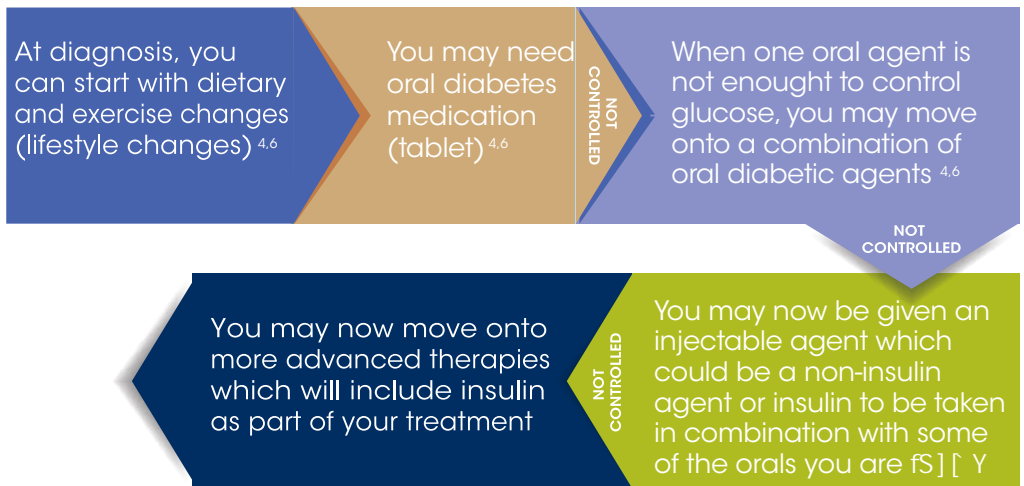 At diagnosis, you
can start with dietary
and exercise changes
(lifestyle changes) 4,6
You may need
oral diabetes
medication
(tablet) 4,6
NOT
CONTROLLED
When one oral agent is
not enought to control
glucose, you may move
onto a combination of
oral diabetic agents 4,6
NOT
CONTROLLED
You may now be given an
injectable agent which
could be a non-insulin
agent or insulin to be taken
in combination with some
of the orals you are
NOT
CONTROLLED
You may now move onto
more advanced therapies
which will include insulin
as part of your treatment